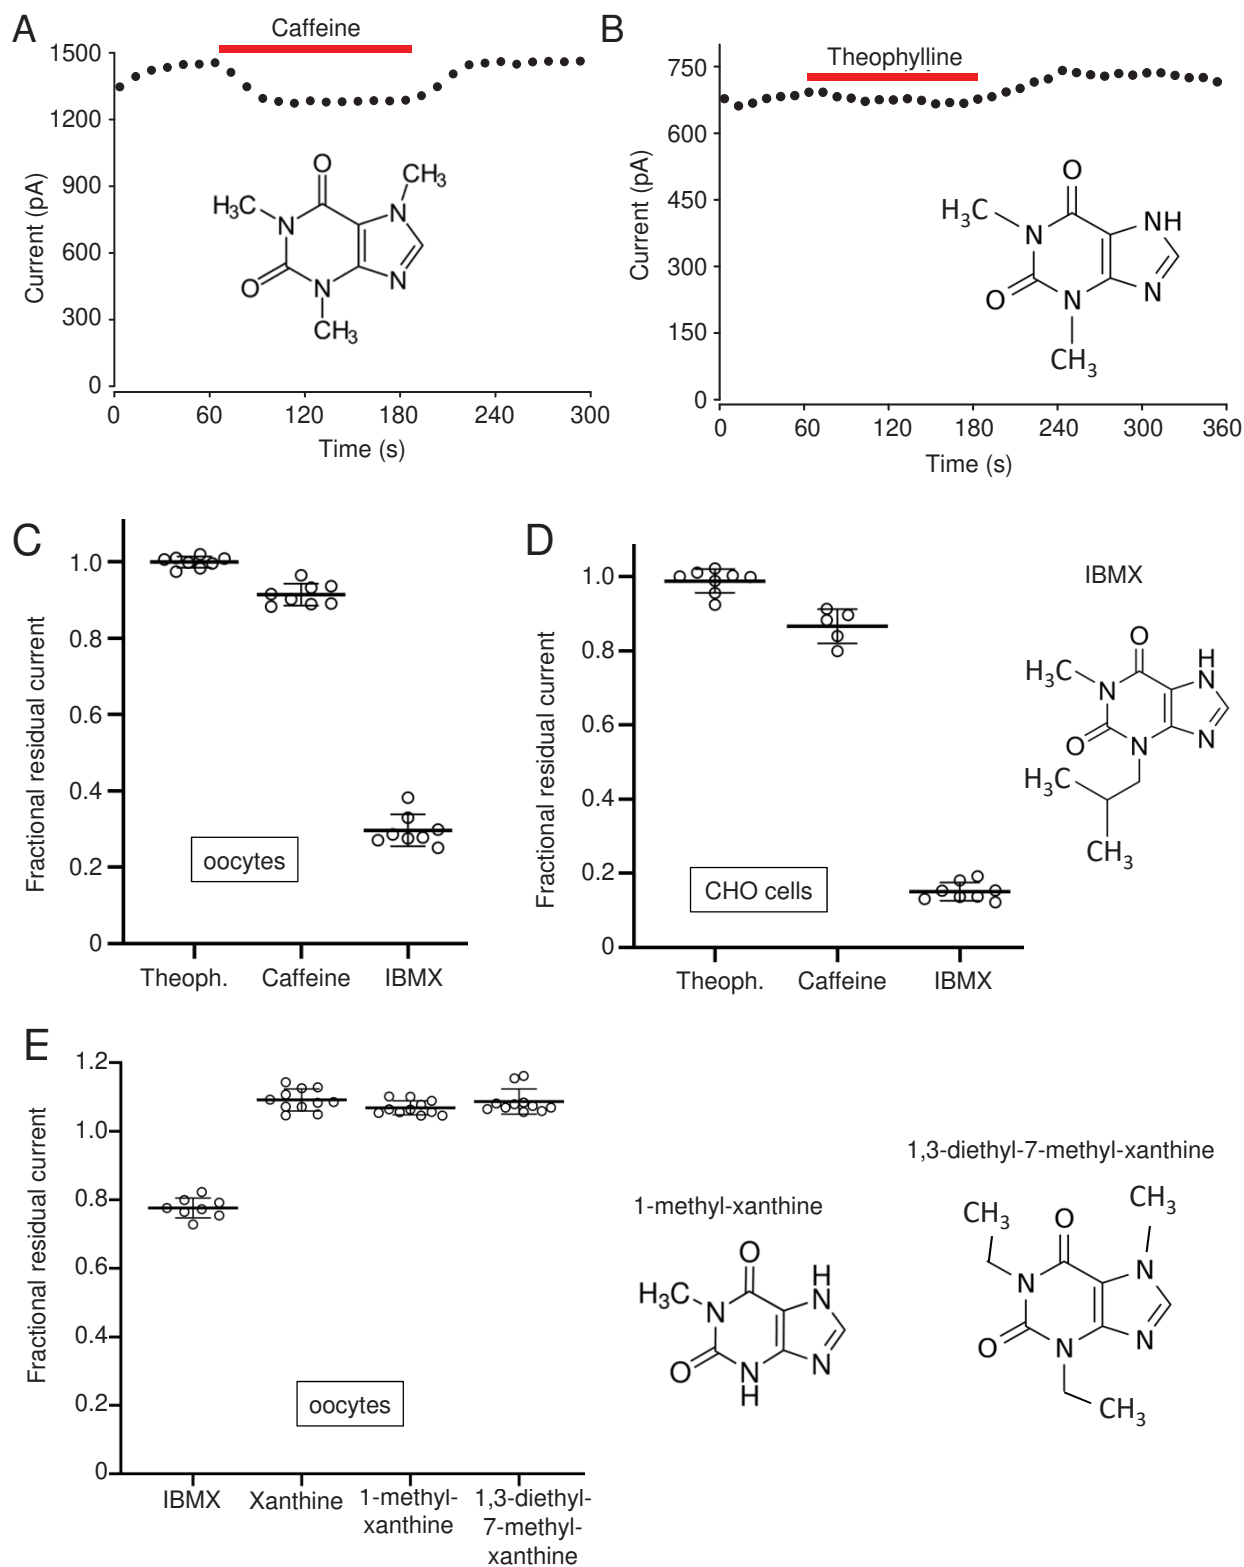 A
Caffeine
1500
1200
900
600
300
0
Current (pA)
0 60 120 180 240 300
Time (s)
O
CH3
H3C
N
N
O
N
N
CH3
B
Theophylline
750
600
450
300
150
0
Current (pA)
0 60 120 180 240 300 360
Time (s)
O
H3C
NH
N
O
N
N
CH3
C
1.0
0.8
0.6
0.4
0.2
0
Fractional residual current
oocytes
Theoph. Caffeine IBMX
D
1.0
0.8
0.6
0.4
0.2
0
Fractional residual current
CHO cells
Theoph. Caffeine IBMX
IBMX
O
H
H3C
N
N
O
N
N
H3C
CH3
E
1.2
1.0
0.8
0.6
0.4
0.2
0
Fractional residual current
oocytes
IBMX
Xanthine
1-methyl-
xanthine
1,3-diethyl-
7-methyl-
xanthine
1-methyl-xanthine
O
H
H3C
N
N
O
N
N
H
1,3-diethyl-7-methyl-xanthine
CH3
CH3
O
N
N
O
N
N
CH3